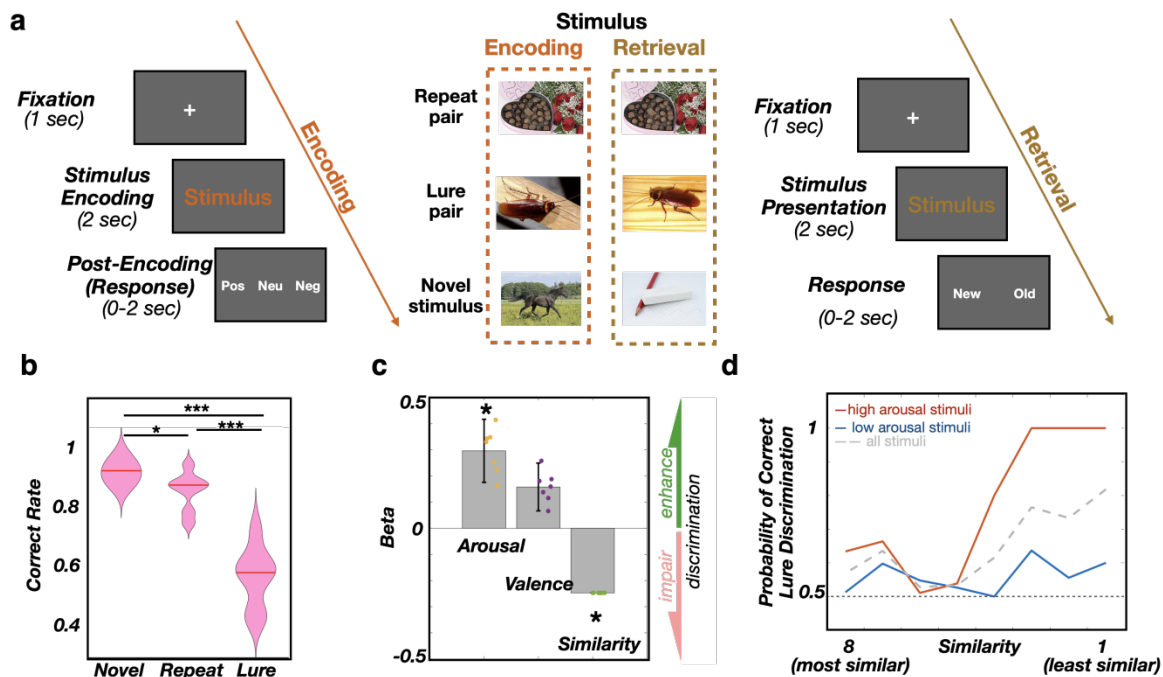 a
Fixation
(1 sec)
+
Stimulus
Encoding
(2 sec)
Stimulus
Post-Encoding
(Response)
(0-2 sec)
Pos Neu Neg
Encoding
Stimulus
Encoding Retrieval
Repeat
pair
Lure
pair
Novel
stimulus
Fixation
(1 sec)
+
Stimulus
Presentation
(2 sec)
Stimulus
Response
(0-2 sec)
New Old
Retrieval
b
Correct Rate
1
0.8
0.6
0.4
***
* ***
Novel Repeat Lure
c
Beta
0.5
0
-0.5
*
Arousal
Valence
*
Similarity
enhance
impair
discrimination
d
Probability of Correct
Lure Discrimination
1
0.5
high arousal stimuli
low arousal stimuli
all stimuli
8 Similarity 1
(most similar) (least similar)